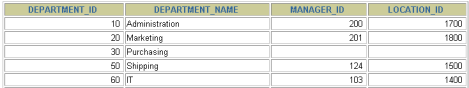 DEPARTMENT_ID DEPARTMENT_NAME MANAGER_ID LOCATION_ID
10 Administration 200 1700
20 Marketing 201 1800
30 Purchasing
50 Shipping 124 1500
60 IT 103 1400